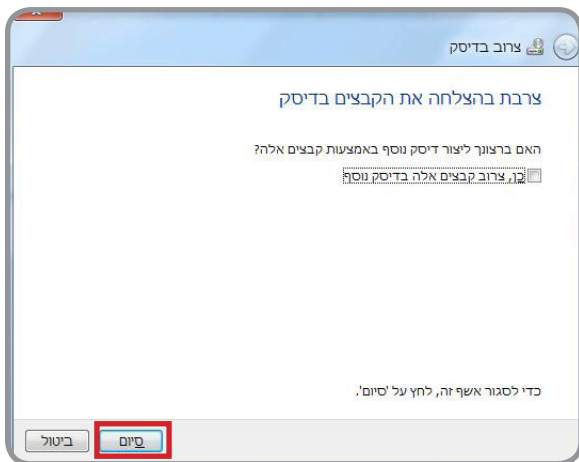 צרוב בדיסק
צרבת בהצלחה את הקבצים בדיסק
האם ברצונך ליצור דיסק נוסף באמצעות קבצים אלה?
כן, צרוב קבצים אלה בדיסק נוסף
כדי לסגור אשף זה, לחץ על 'סיום'.
סיום ביטול